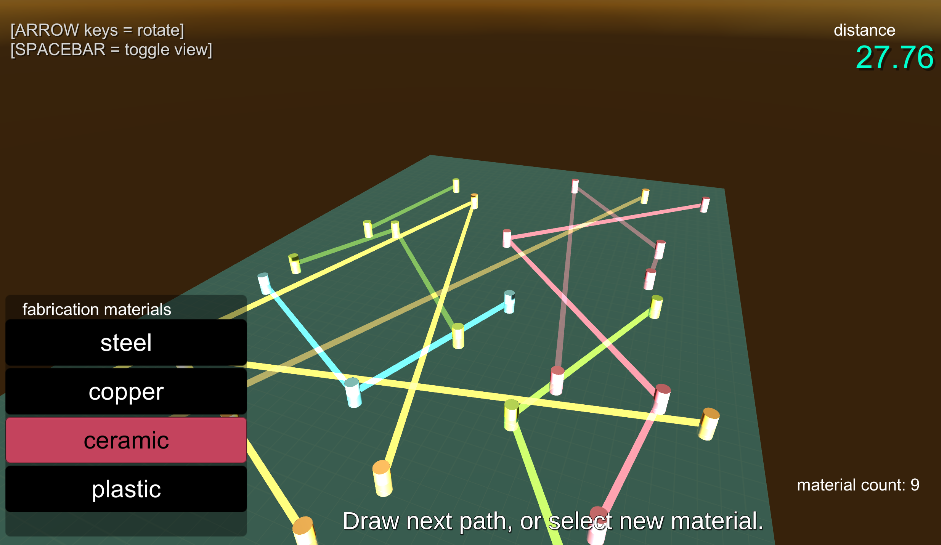 [ARROW keys = rotate]
[SPACEBAR = toggle view]
distance
27.76
fabrication materials
steel
copper
ceramic
plastic
material count: 9
Draw next path, or select new material.